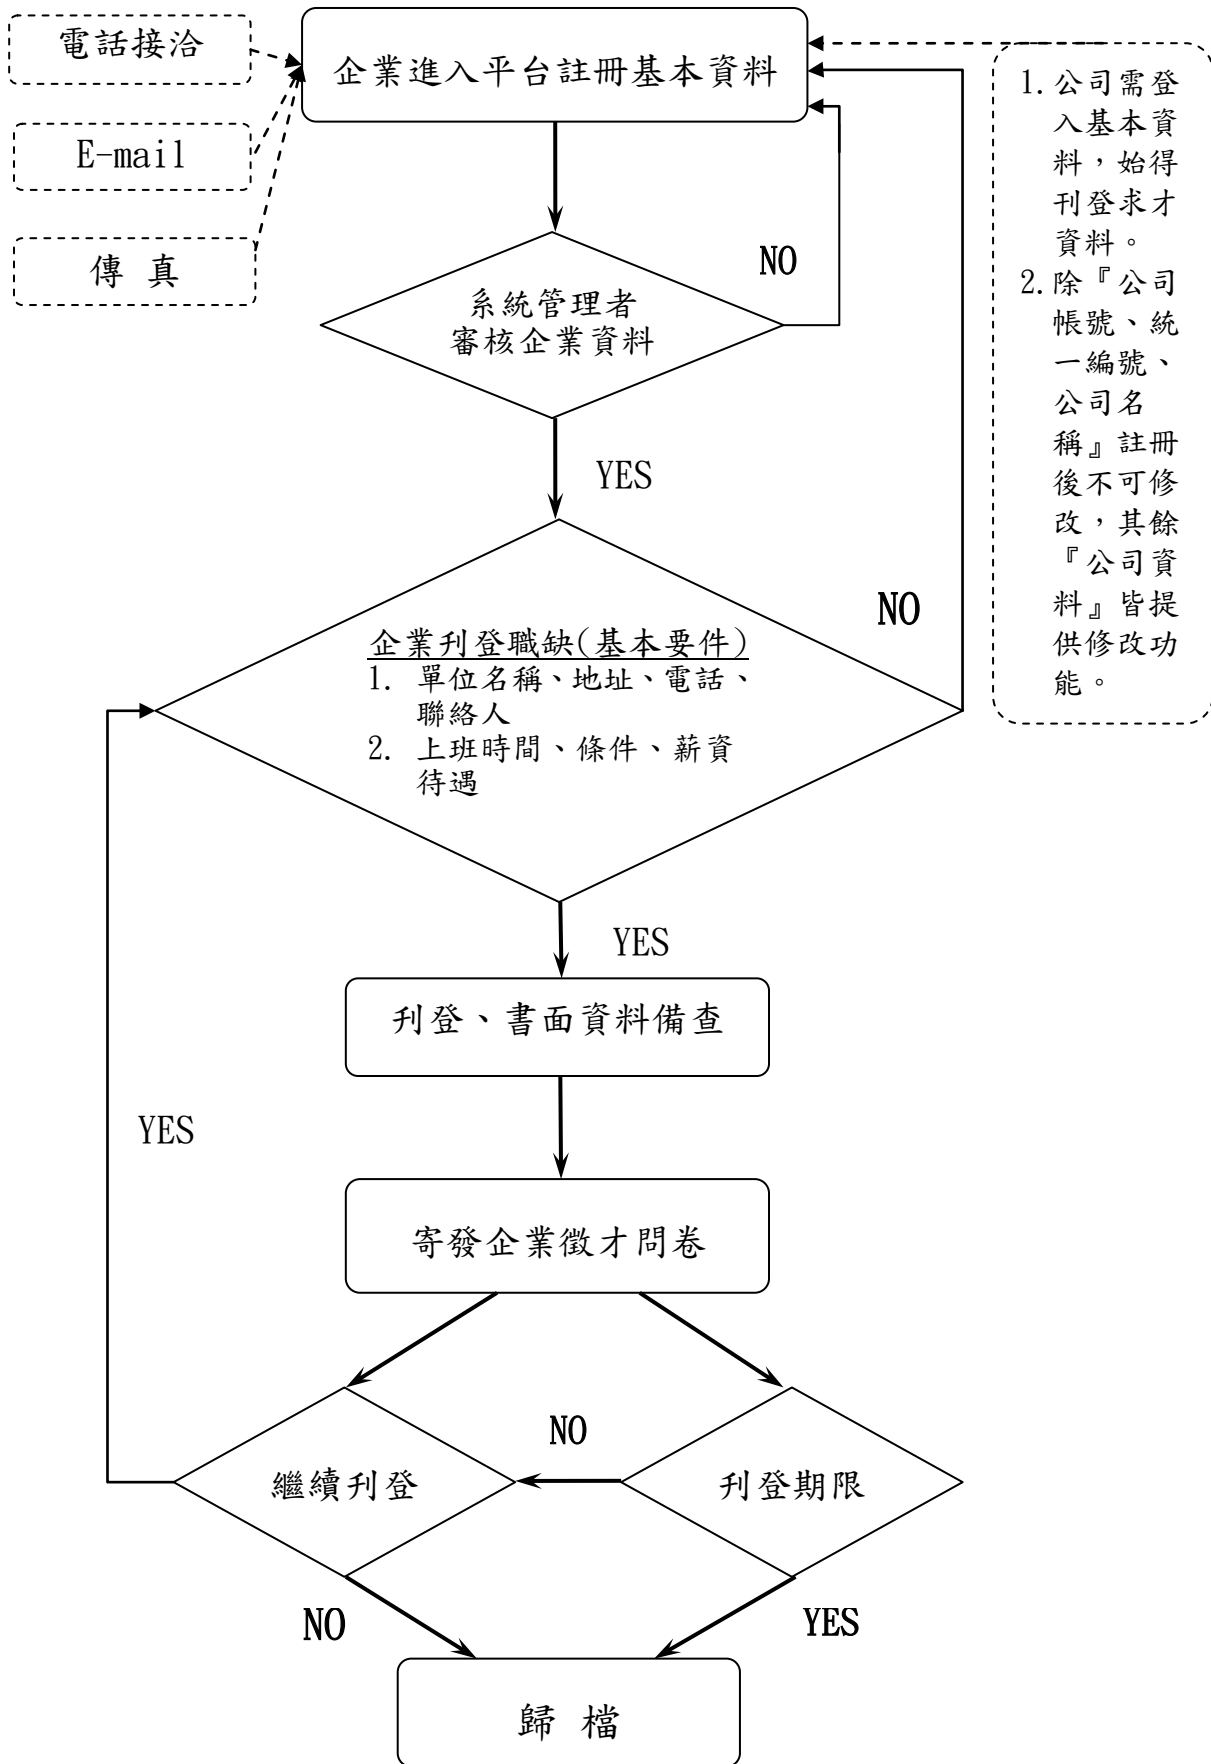 電話接洽
E-mail
傳 真
企業進入平台註冊基本資料
1. 公司需登
入基本資
料，始得
刊登求才
資料。
2. 除『公司
帳號、統
一編號、
公司名
稱』註冊
後不可修
改，其餘
『公司資
料』皆提
供修改功
能。
NO
系統管理者
審核企業資料
YES
NO
企業刊登職缺(基本要件)
1. 單位名稱、地址、電話、
聯絡人
2. 上班時間、條件、薪資
待遇
YES
刊登、書面資料備查
YES
寄發企業徵才問卷
NO
繼續刊登
刊登期限
NO
YES
歸 檔